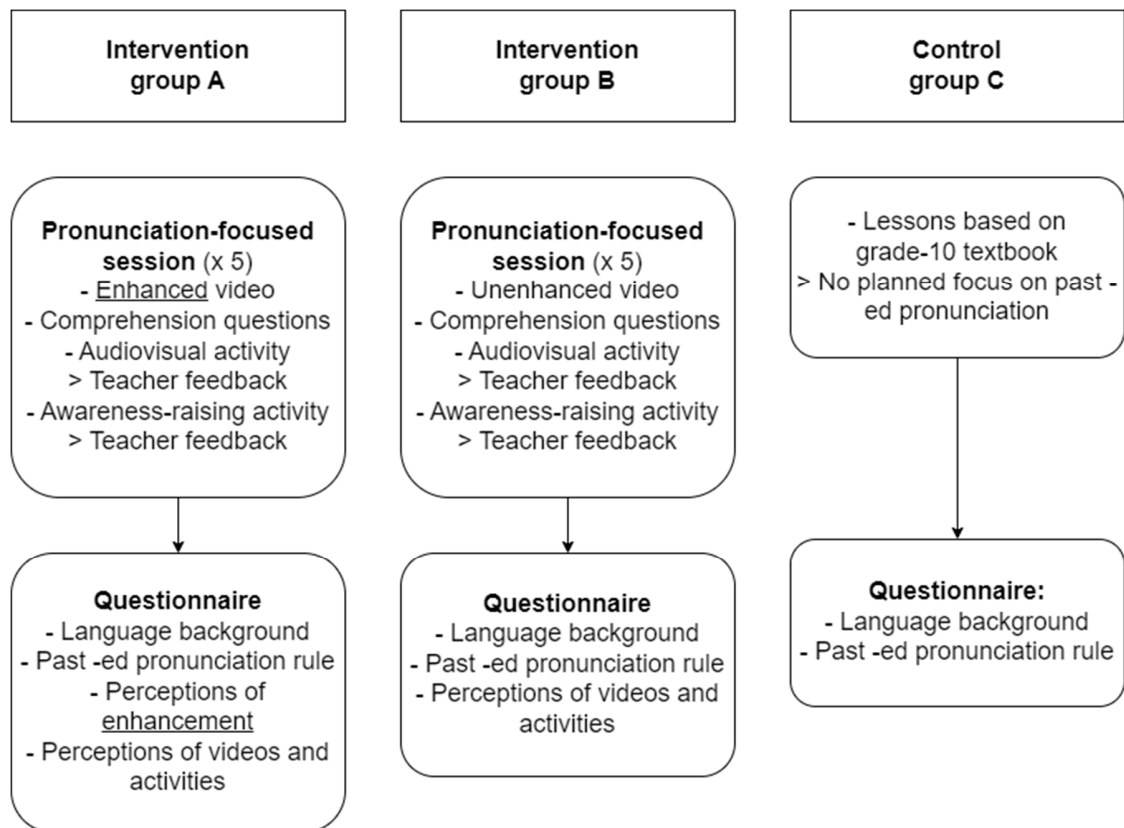 Intervention
group A
Intervention
group B
Control
group C
Pronunciation-focused
session (x 5)
- Enhanced video
- Comprehension questions
- Audiovisual activity
> Teacher feedback
- Awareness-raising activity
> Teacher feedback
Pronunciation-focused
session (x 5)
- Unenhanced video
- Comprehension questions
- Audiovisual activity
> Teacher feedback
- Awareness-raising activity
> Teacher feedback
- Lessons based on
grade-10 textbook
> No planned focus on past -
ed pronunciation
Questionnaire
- Language background
- Past -ed pronunciation rule
- Perceptions of
enhancement
- Perceptions of videos and
activities
Questionnaire
- Language background
- Past -ed pronunciation rule
- Perceptions of videos and
activities
Questionnaire:
- Language background
- Past -ed pronunciation rule